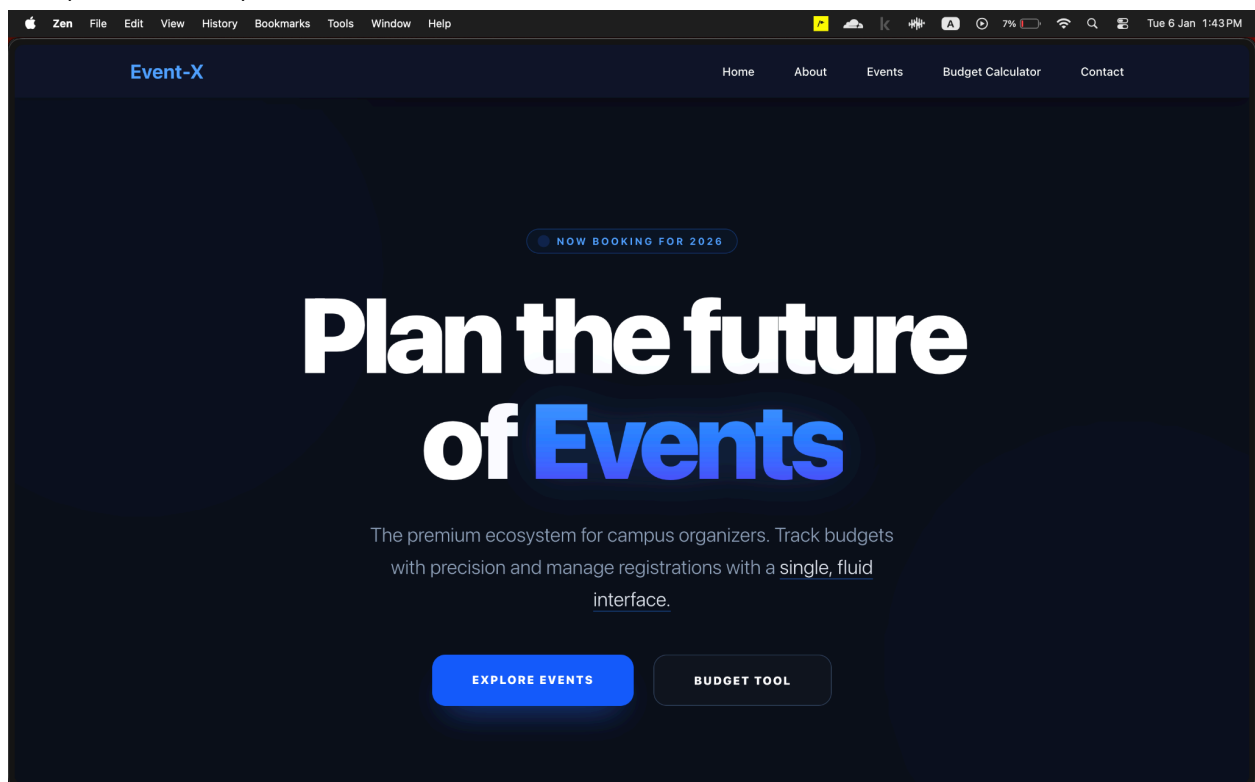 Zen File Edit View History Bookmarks Tools Window Help A 7% Tue 6 Jan 1:43 PM
Event-X Home About Events Budget Calculator Contact
NOW BOOKING FOR 2026
Plan the future
of Events
The premium ecosystem for campus organizers. Track budgets
with precision and manage registrations with a single, fluid
interface.
EXPLORE EVENTS BUDGET TOOL